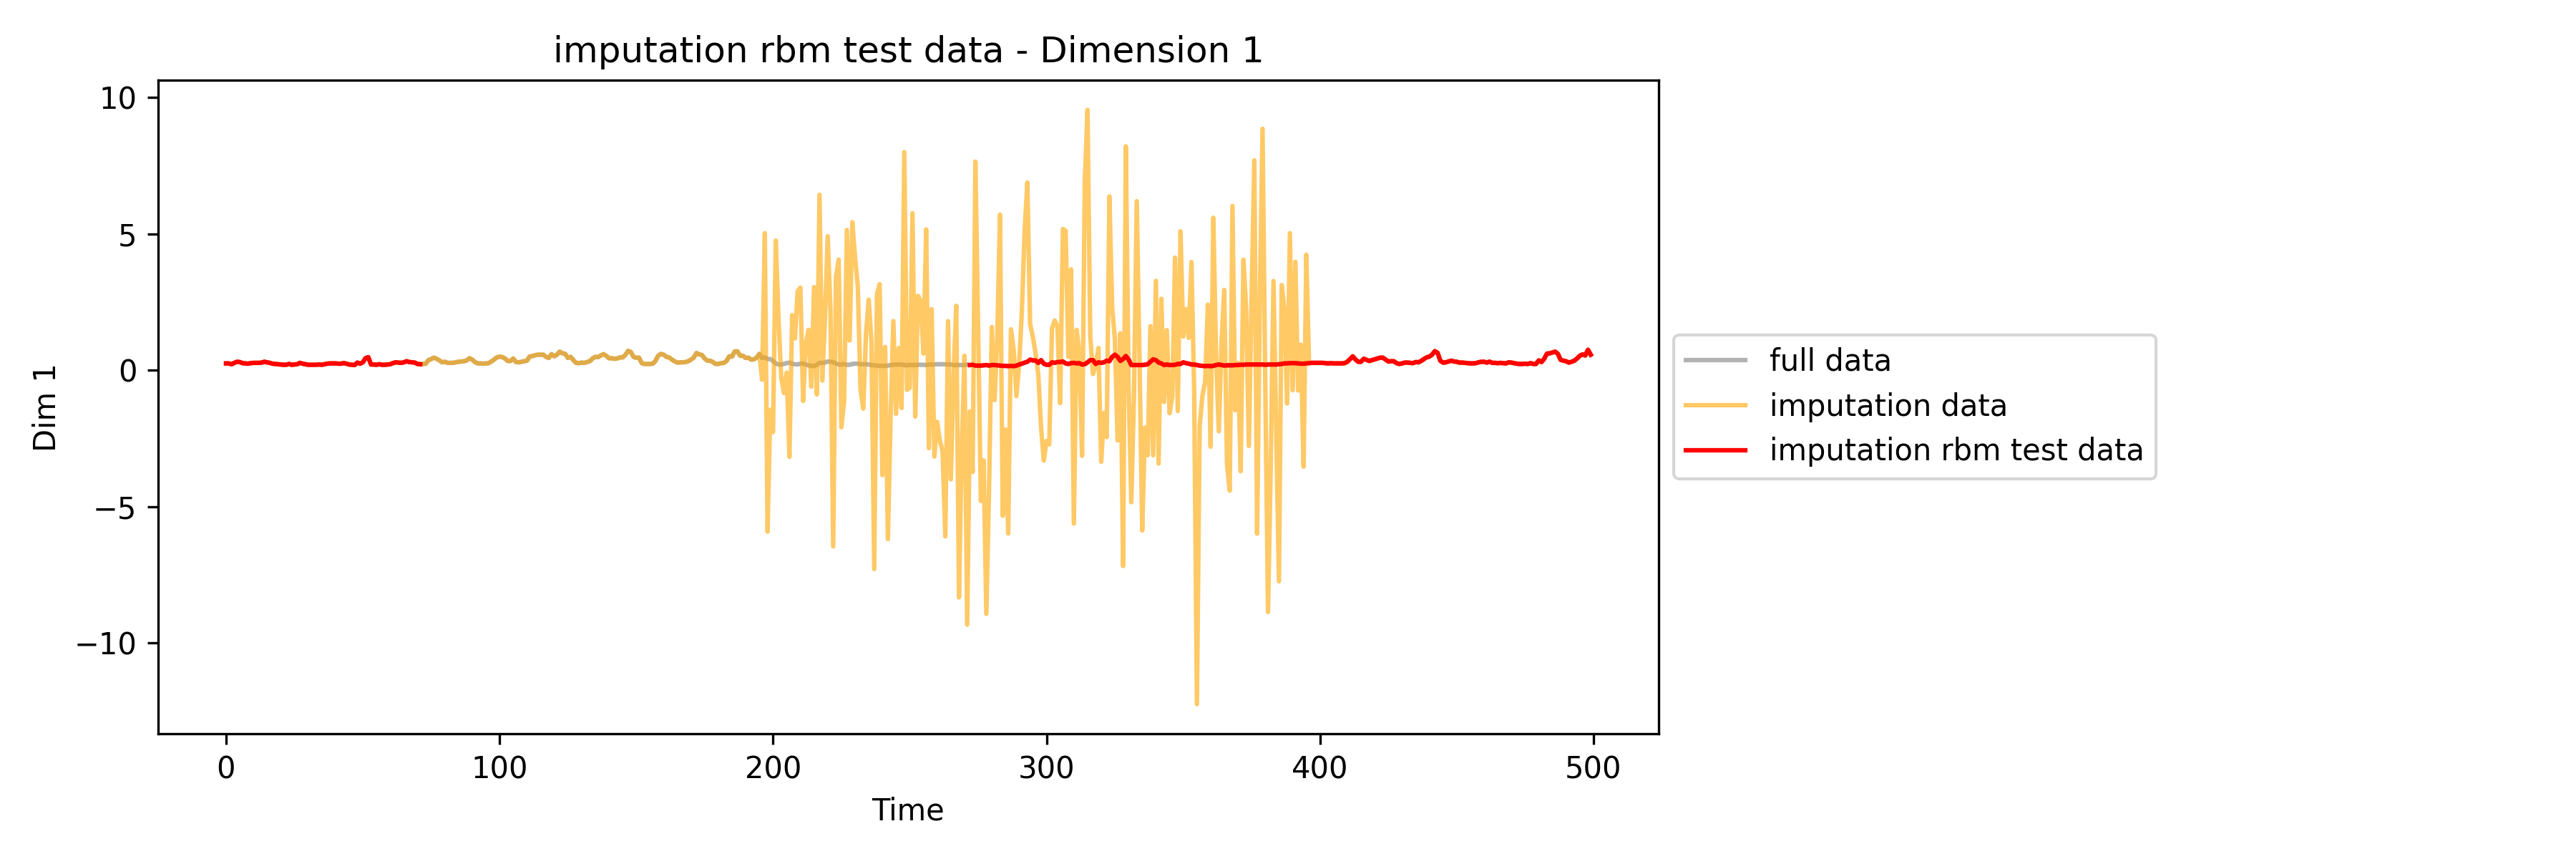 imputation rbm test data - Dimension 1
10
5
0
−5
−10
Dim 1
0 100 200 300 400 500
Time
full data
imputation data
imputation rbm test data